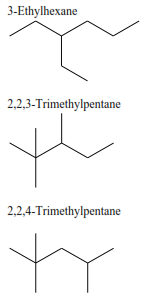 3-Ethylhexane
2,2,3-Trimethylpentane
2,2,4-Trimethylpentane